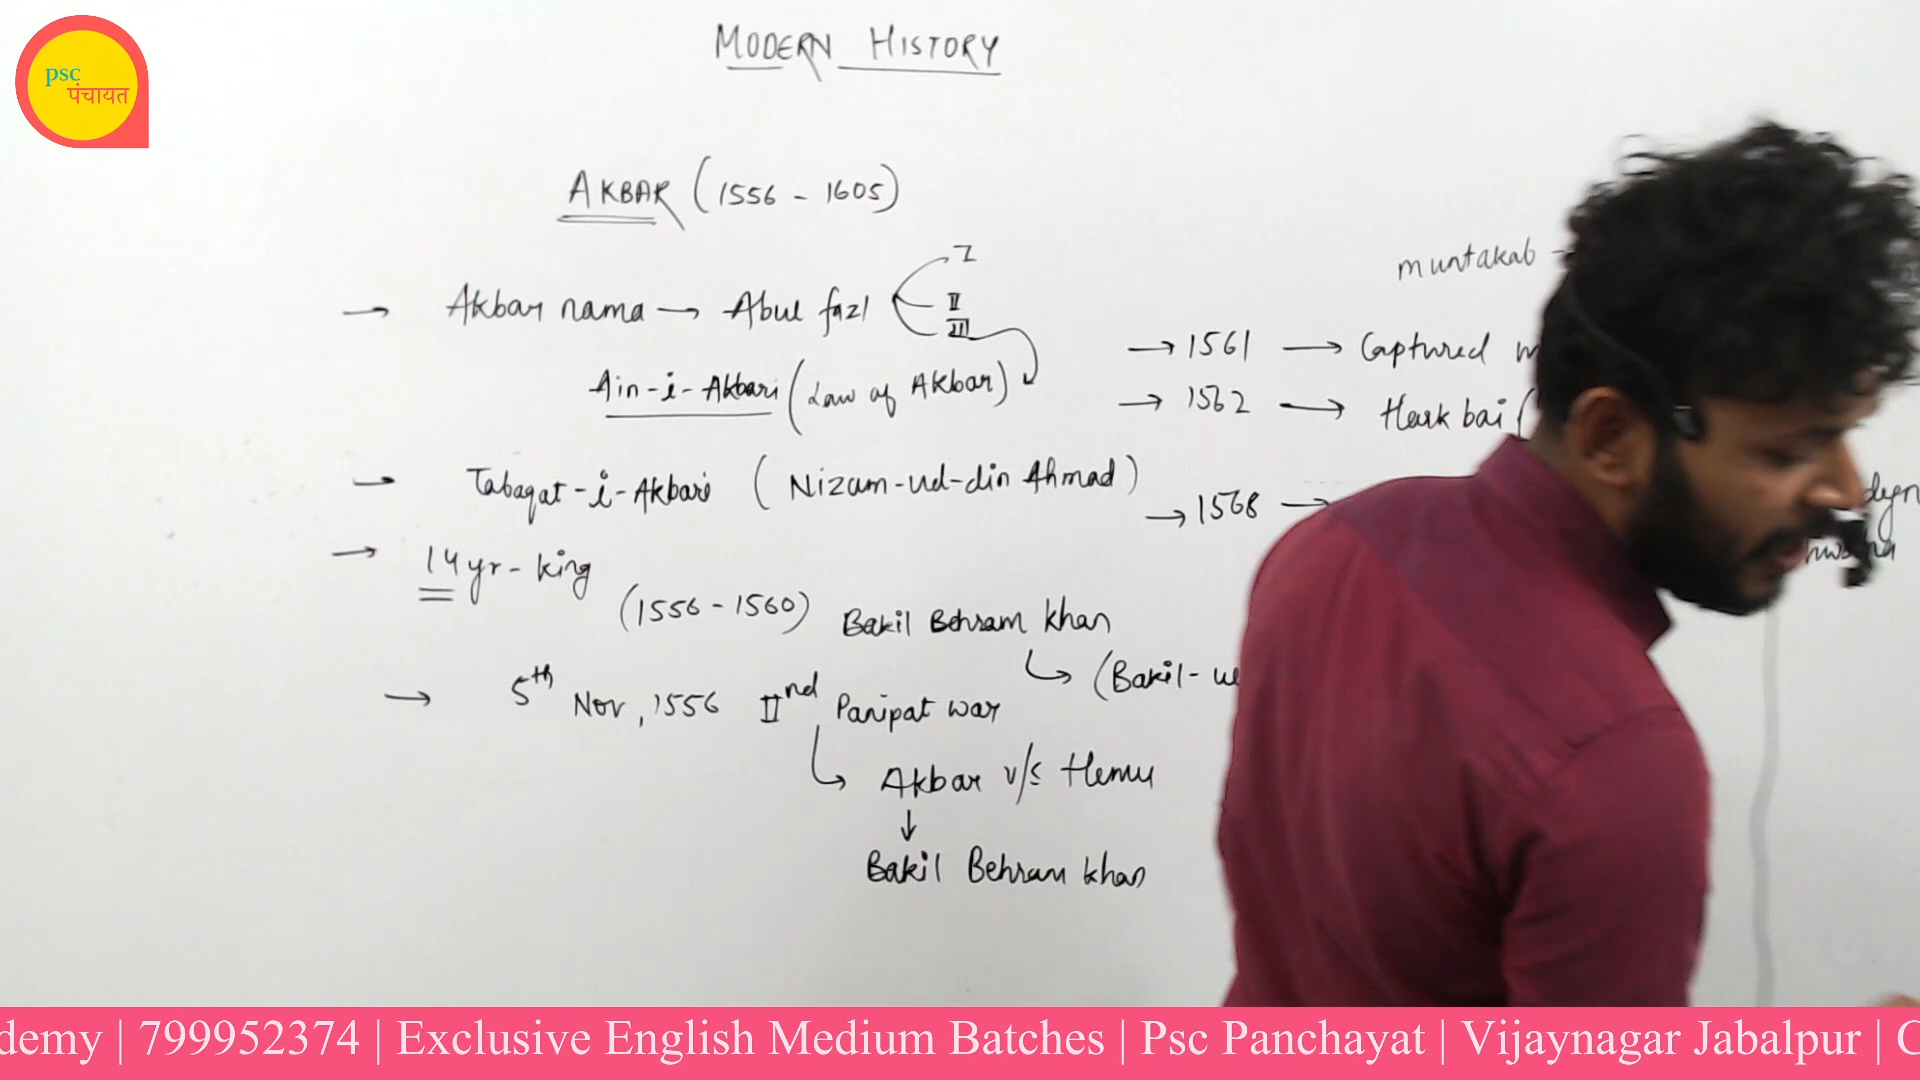 psc
पंचायत
MODERN HISTORY
AKBAR (1556 - 1605)
→ Akbar nama → Abul fazl I
II
III
Ain-i-Akbari (Law of Akbar)
→ Tabaqat-i-Akbari (Nizam-ud-din Ahmad)
→ 14 yr - king
(1556 - 1560) Bakil Behram khan
↳ (Bakil-
→ 5th Nov, 1556 IInd Panipat war
↳ Akbar v/s Hemu
↓
Bakil Behram khan
muntakab -
→ 1561 → Captured
→ 1562 → Hark bai (
→ 1568 →
demy | 799952374 | Exclusive English Medium Batches | Psc Panchayat | Vijaynagar Jabalpur | C